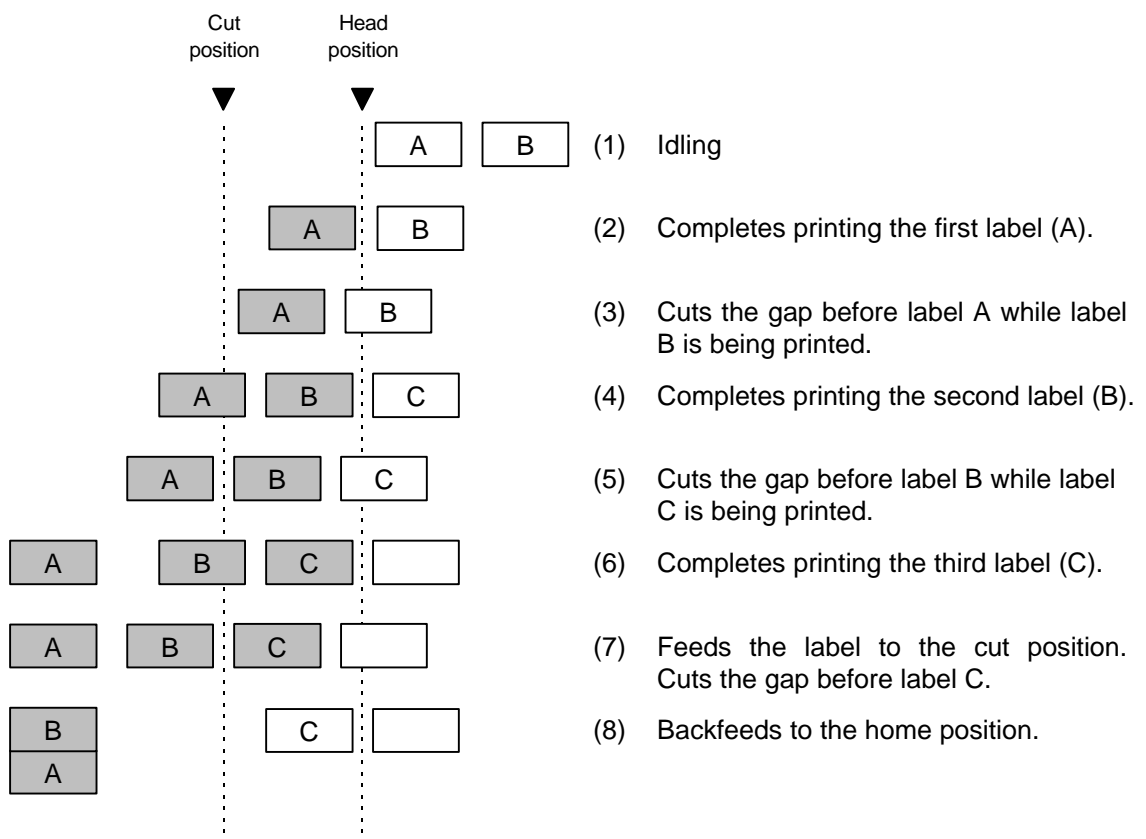 Cut Head
position position
A B (1) Idling
A B (2) Completes printing the first label (A).
A B (3) Cuts the gap before label A while label
B is being printed.
A B C (4) Completes printing the second label (B).
A B C (5) Cuts the gap before label B while label
C is being printed.
A B C (6) Completes printing the third label (C).
A B C (7) Feeds the label to the cut position.
Cuts the gap before label C.
B C (8) Backfeeds to the home position.
A